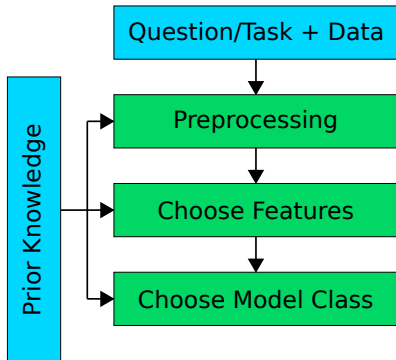 Question/Task + Data
Preprocessing
Choose Features
Choose Model Class
Prior Knowledge